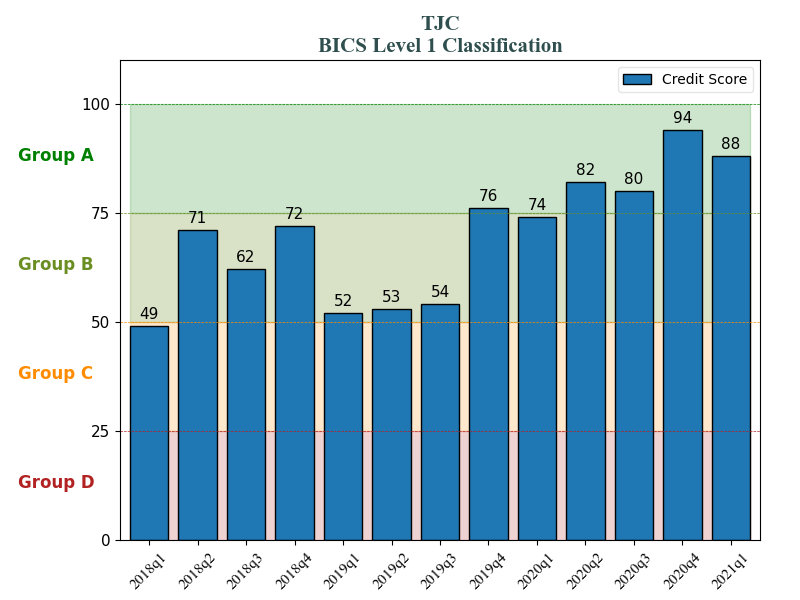 TJC
BICS Level 1 Classification
Credit Score
100
75
50
25
0
Group A
Group B
Group C
Group D
49
71
62
72
52
53
54
76
74
82
80
94
88
2018q1
2018q2
2018q3
2018q4
2019q1
2019q2
2019q3
2019q4
2020q1
2020q2
2020q3
2020q4
2021q1